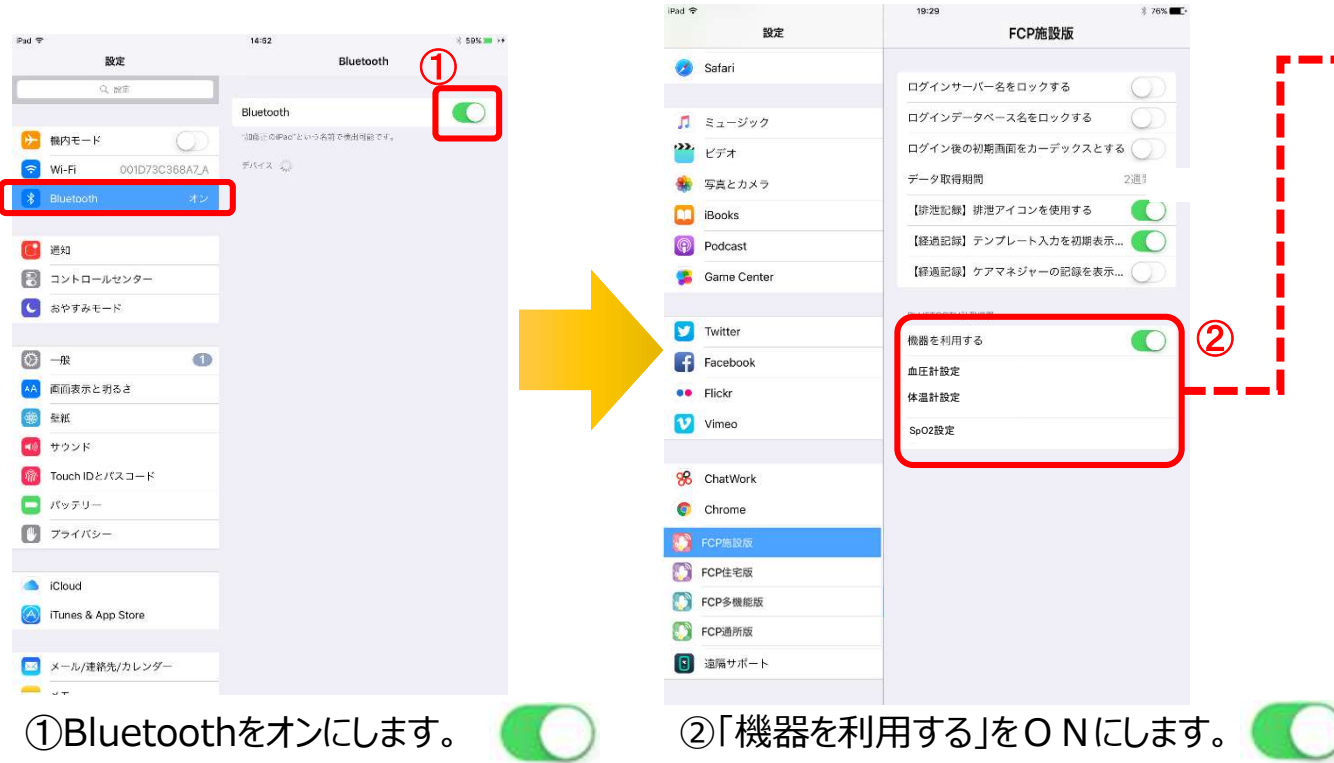 iPad 14:52 59%
設定
Bluetooth
①
設定
Bluetooth
デバイス
機内モード
Wi-Fi 001D73C368A7_A
Bluetooth オン
通知
コントロールセンター
おやすみモード
一般 1
画面表示と明るさ
壁紙
サウンド
Touch IDとパスコード
バッテリー
プライバシー
iCloud
iTunes & App Store
メール/連絡先/カレンダー
①Bluetoothをオンにします。
iPad 19:29 76%
設定
FCP施設版
Safari
ミュージック
ビデオ
写真とカメラ
iBooks
Podcast
Game Center
Twitter
Facebook
Flickr
Vimeo
ChatWork
Chrome
FCP施設版
FCP住宅版
FCP多機能版
FCP通所版
遠隔サポート
ログインサーバー名をロックする
ログインデータベース名をロックする
ログイン後の初期画面をカーデックスとする
データ取得期間 2週
【排泄記録】排泄アイコンを使用する
【経過記録】テンプレート入力を初期表示...
【経過記録】ケアマネジャーの記録を表示...
機器を利用する
②
血圧計設定
体温計設定
SpO2設定
②「機器を利用する」をＯＮにします。